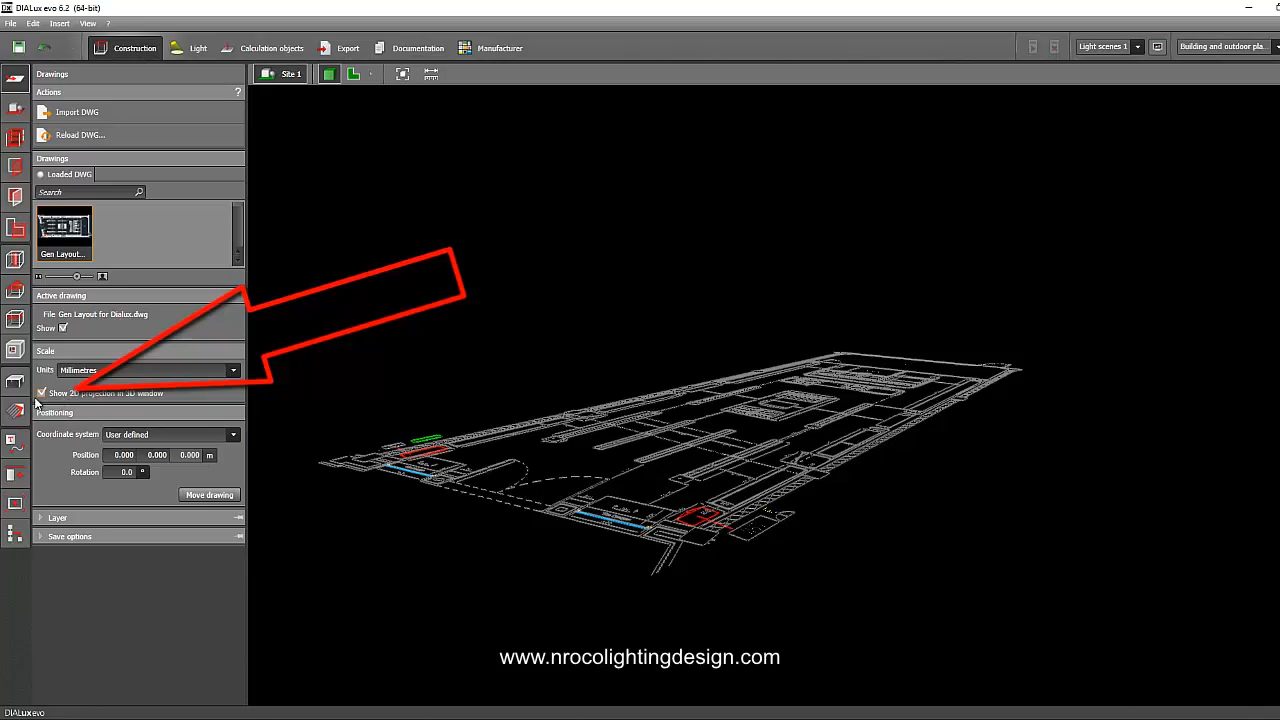 DIALux evo 6.2 (64-bit)
File Edit Insert View ?
Construction Light Calculation objects Export Documentation Manufacturer Light scenes 1 Building and outdoor pla...
Drawings
Site 1
Actions ?
Import DWG
Reload DWG...
Drawings
Loaded DWG
Search
Gen Layout...
Active drawing
File Gen Layout for Dialux.dwg
Show
Scale
Units Millimetres
Show 2D projection in 3D window
Positioning
Coordinate system User defined
Position 0.000 0.000 0.000 m
Rotation 0.0 °
Move drawing
Layer
Save options
www.nrocolightingdesign.com
DIALux evo